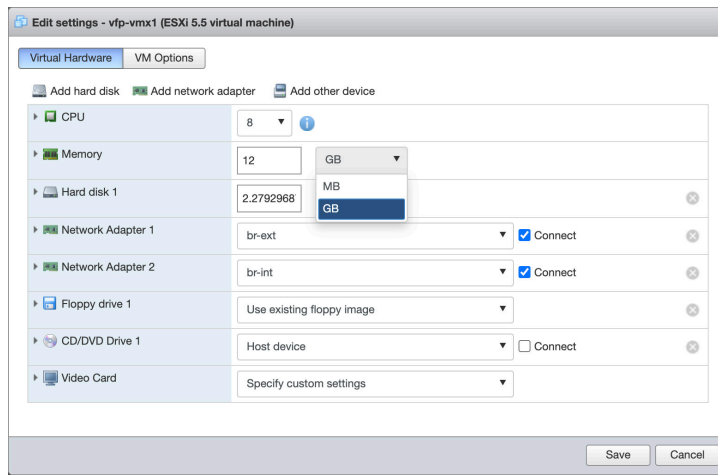 Edit settings - vfp-vmx1 (ESXi 5.5 virtual machine)
Virtual Hardware VM Options
Add hard disk Add network adapter Add other device
CPU 8
Memory 12 GB
MB
Hard disk 1 2.2792968
GB
Network Adapter 1 br-ext Connect
Network Adapter 2 br-int Connect
Floppy drive 1 Use existing floppy image
CD/DVD Drive 1 Host device Connect
Video Card Specify custom settings
Save Cancel